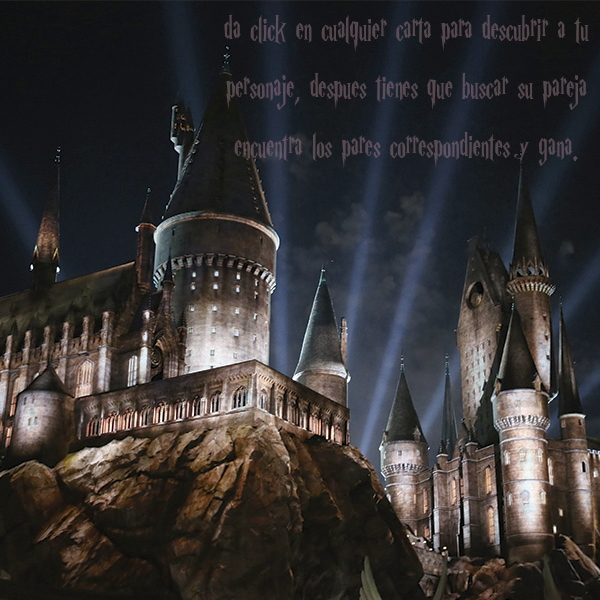 da click en cualquier carta para descubrir a tu
personaje, despues tienes que buscar su pareja
encuentra los pares correspondientes y gana.